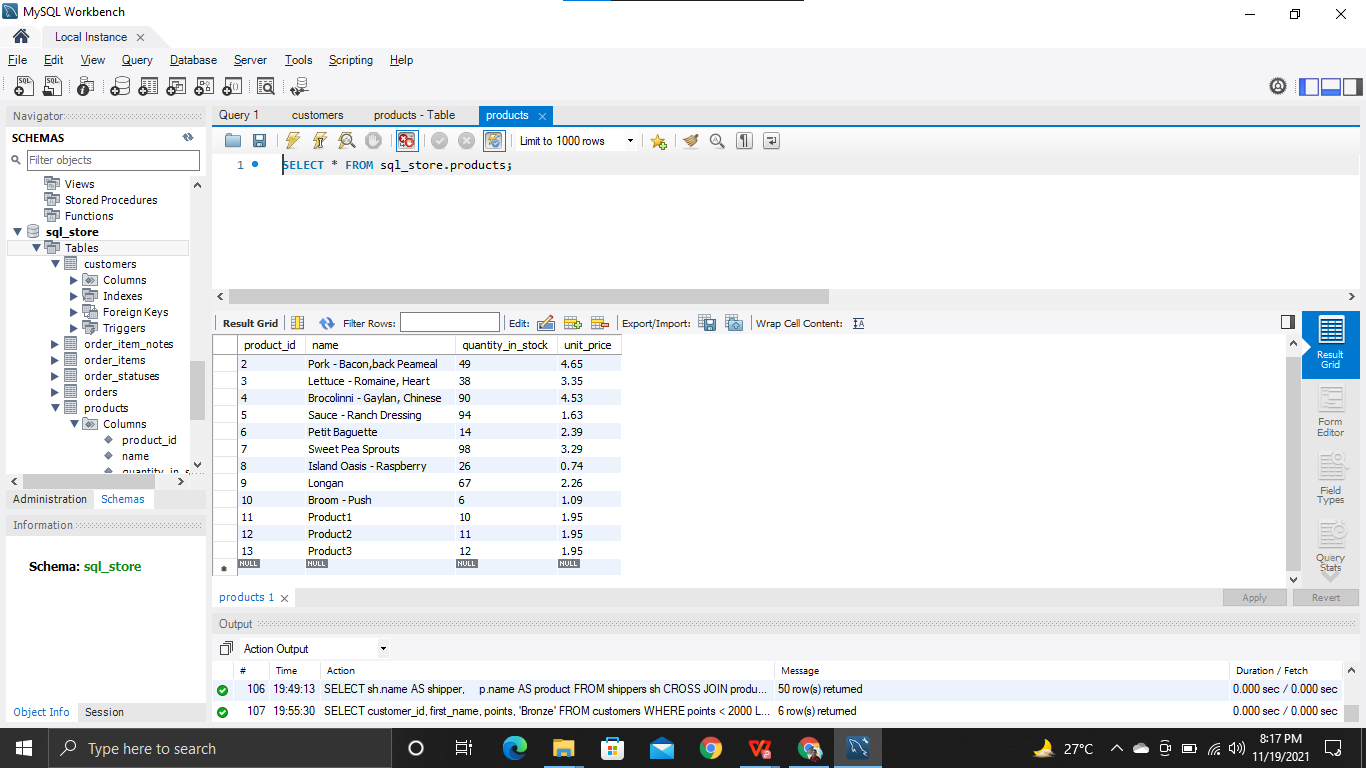 MySQL Workbench
Local Instance
File Edit View Query Database Server Tools Scripting Help
Navigator
SCHEMAS
Filter objects
Views
Stored Procedures
Functions
sql_store
Tables
customers
Columns
Indexes
Foreign Keys
Triggers
order_item_notes
order_items
order_statuses
orders
products
Columns
product_id
name
Administration Schemas
Information
Schema: sql_store
Object Info Session
Query 1 customers products - Table products
Limit to 1000 rows
1 SELECT * FROM sql_store.products;
Result Grid Filter Rows: Edit: Export/Import: Wrap Cell Content:
product_id name quantity_in_stock unit_price
2 Pork - Bacon,back Peameal 49 4.65
3 Lettuce - Romaine, Heart 38 3.35
4 Brocolinni - Gaylan, Chinese 90 4.53
5 Sauce - Ranch Dressing 94 1.63
6 Petit Baguette 14 2.39
7 Sweet Pea Sprouts 98 3.29
8 Island Oasis - Raspberry 26 0.74
9 Longan 67 2.26
10 Broom - Push 6 1.09
11 Product1 10 1.95
12 Product2 11 1.95
13 Product3 12 1.95
NULL NULL NULL NULL
Result
Grid
Form
Editor
Field
Types
Query
Stats
products 1
Apply Revert
Output
Action Output
# Time Action Message Duration / Fetch
106 19:49:13 SELECT sh.name AS shipper, p.name AS product FROM shippers sh CROSS JOIN produ... 50 row(s) returned 0.000 sec / 0.000 sec
107 19:55:30 SELECT customer_id, first_name, points, 'Bronze' FROM customers WHERE points < 2000 L... 6 row(s) returned 0.000 sec / 0.000 sec
Type here to search
27°C
8:17 PM
11/19/2021